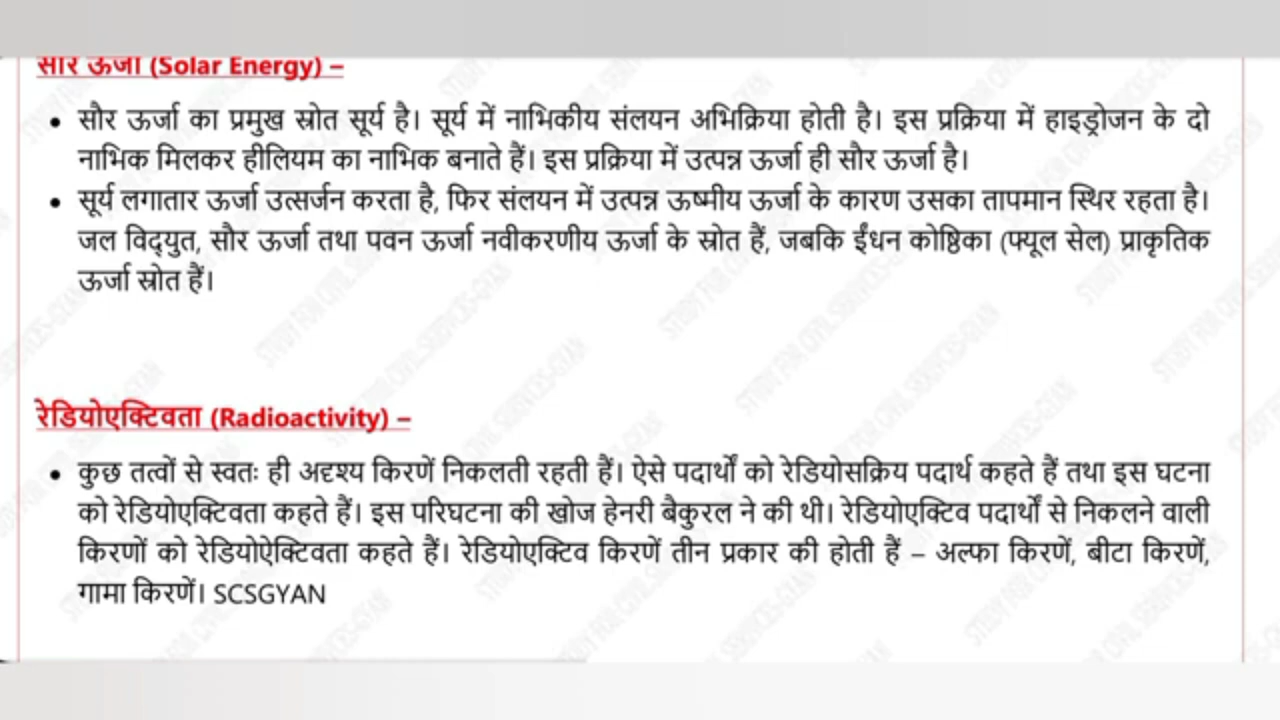 सौर ऊर्जा (Solar Energy) –
• सौर ऊर्जा का प्रमुख स्रोत सूर्य है। सूर्य में नाभिकीय संलयन अभिक्रिया होती है। इस प्रक्रिया में हाइड्रोजन के दो
नाभिक मिलकर हीलियम का नाभिक बनाते हैं। इस प्रक्रिया में उत्पन्न ऊर्जा ही सौर ऊर्जा है।
• सूर्य लगातार ऊर्जा उत्सर्जन करता है, फिर संलयन में उत्पन्न ऊष्मीय ऊर्जा के कारण उसका तापमान स्थिर रहता है।
जल विद्युत, सौर ऊर्जा तथा पवन ऊर्जा नवीकरणीय ऊर्जा के स्रोत हैं, जबकि ईंधन कोष्ठिका (फ्यूल सेल) प्राकृतिक
ऊर्जा स्रोत हैं।
रेडियोएक्टिवता (Radioactivity) –
• कुछ तत्वों से स्वतः ही अदृश्य किरणें निकलती रहती हैं। ऐसे पदार्थों को रेडियोसक्रिय पदार्थ कहते हैं तथा इस घटना
को रेडियोएक्टिवता कहते हैं। इस परिघटना की खोज हेनरी बैकुरल ने की थी। रेडियोएक्टिव पदार्थों से निकलने वाली
किरणों को रेडियोऐक्टिवता कहते हैं। रेडियोएक्टिव किरणें तीन प्रकार की होती हैं – अल्फा किरणें, बीटा किरणें,
गामा किरणें। SCSGYAN